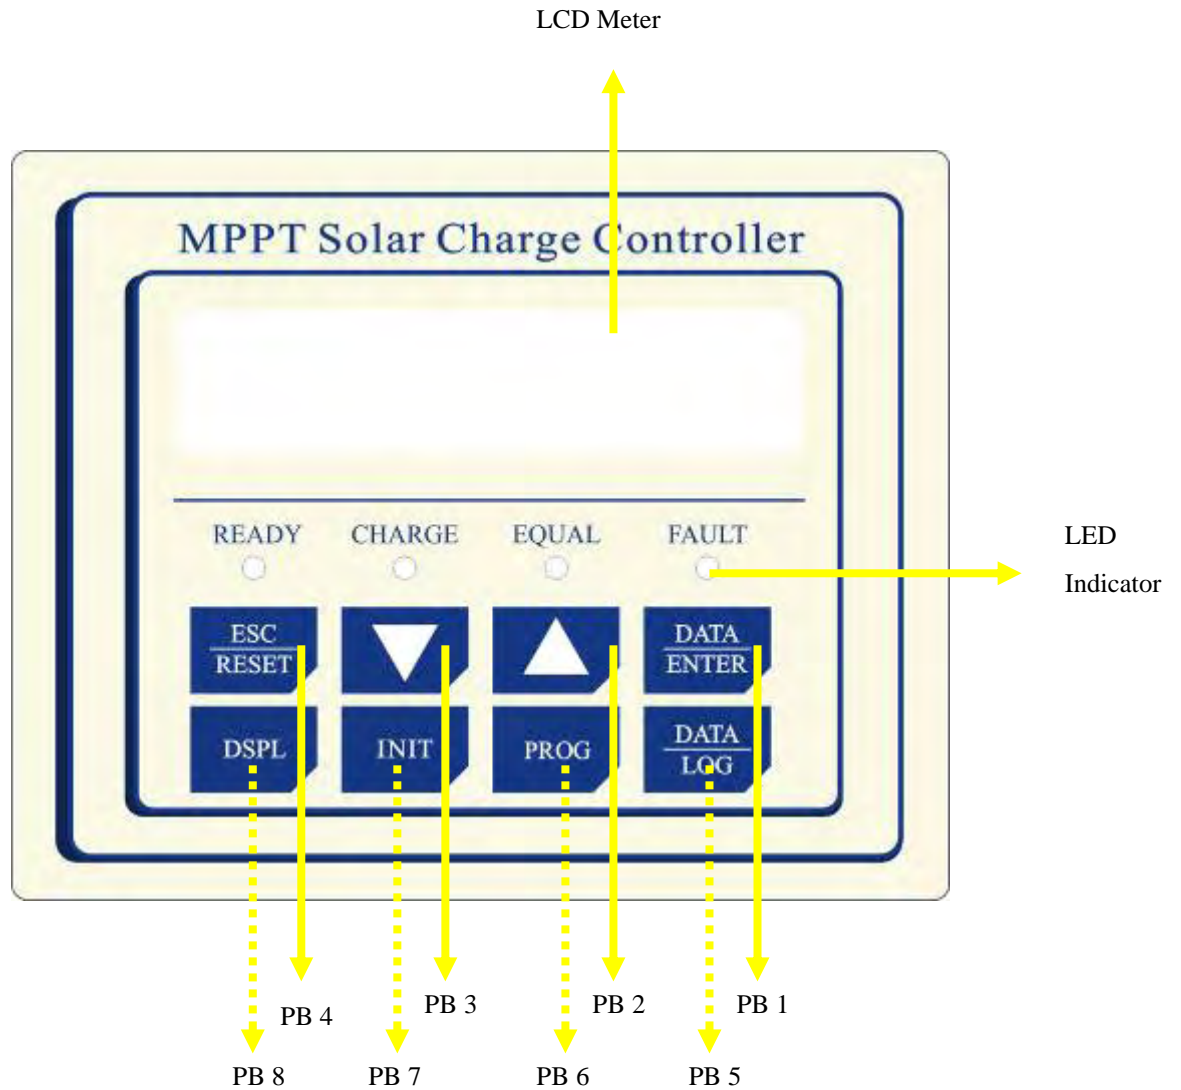 LCD Meter
MPPT Solar Charge Controller
READY CHARGE EQUAL FAULT
LED
Indicator
ESC
RESET
DATA
ENTER
DSPL
INIT
PROG
DATA
LOG
PB 4
PB 3
PB 2
PB 1
PB 8
PB 7
PB 6
PB 5